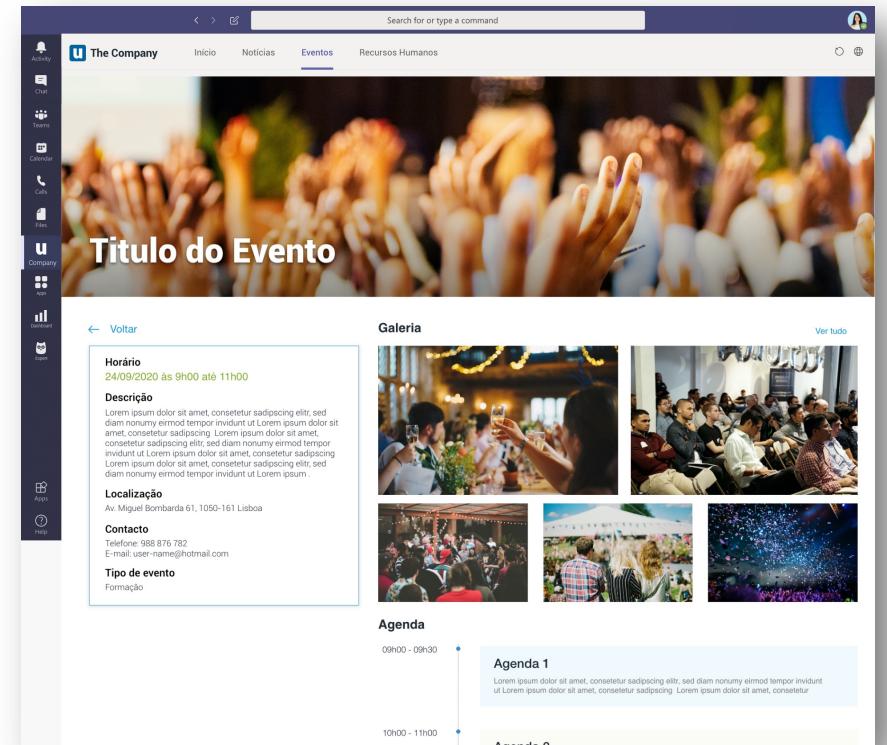 Search for or type a command
Activity
Chat
Teams
Calendar
Calls
Files
Company
Apps
Dashboard
Expert
Apps
Help
The Company
Início
Notícias
Eventos
Recursos Humanos
Titulo do Evento
Voltar
Horário
24/09/2020 às 9h00 até 11h00
Descrição
Lorem ipsum dolor sit amet, consetetur sadipscing elitr, sed
diam nonumy eirmod tempor invidunt ut Lorem ipsum dolor sit
amet, consetetur sadipscing Lorem ipsum dolor sit amet,
consetetur sadipscing elitr, sed diam nonumy eirmod tempor
invidunt ut Lorem ipsum dolor sit amet, consetetur sadipscing
Lorem ipsum dolor sit amet, consetetur sadipscing elitr, sed
diam nonumy eirmod tempor invidunt ut Lorem ipsum .
Localização
Av. Miguel Bombarda 61, 1050-161 Lisboa
Contacto
Telefone: 988 876 782
E-mail: user-name@hotmail.com
Tipo de evento
Formação
Galeria
Ver tudo
Agenda
09h00 - 09h30
Agenda 1
Lorem ipsum dolor sit amet, consetetur sadipscing elitr, sed diam nonumy eirmod tempor invidunt
ut Lorem ipsum dolor sit amet, consetetur sadipscing Lorem ipsum dolor sit amet, consetetur
10h00 - 11h00